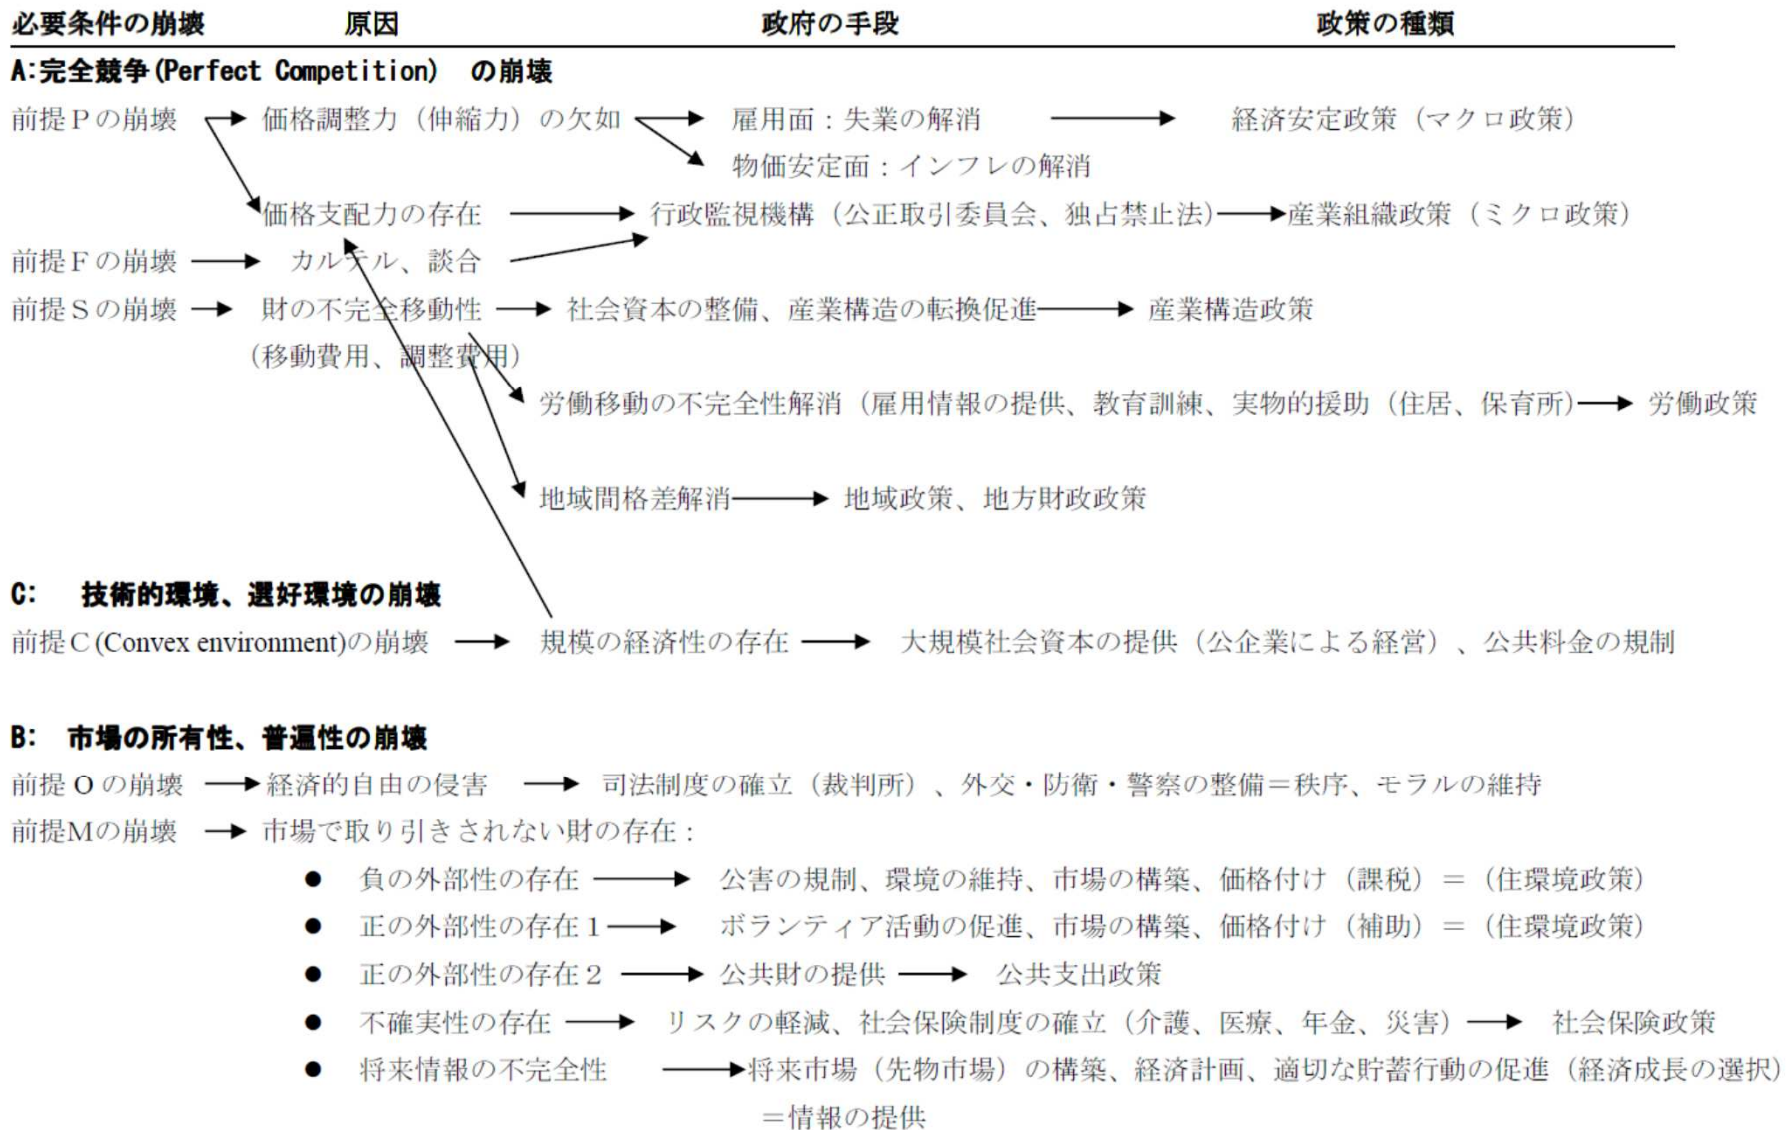 必要条件の崩壊 原因 政府の手段 政策の種類
A:完全競争(Perfect Competition) の崩壊
前提Ｐの崩壊 価格調整力（伸縮力）の欠如 雇用面：失業の解消 経済安定政策（マクロ政策）
物価安定面：インフレの解消
価格支配力の存在 行政監視機構（公正取引委員会、独占禁止法） 産業組織政策（ミクロ政策）
前提Ｆの崩壊 カルテル、談合
前提Ｓの崩壊 財の不完全移動性 社会資本の整備、産業構造の転換促進 産業構造政策
（移動費用、調整費用）
労働移動の不完全性解消（雇用情報の提供、教育訓練、実物的援助（住居、保育所） 労働政策
地域間格差解消 地域政策、地方財政政策
C: 技術的環境、選好環境の崩壊
前提Ｃ(Convex environment)の崩壊 規模の経済性の存在 大規模社会資本の提供（公企業による経営）、公共料金の規制
B: 市場の所有性、普遍性の崩壊
前提 O の崩壊 経済的自由の侵害 司法制度の確立（裁判所）、外交・防衛・警察の整備＝秩序、モラルの維持
前提Mの崩壊 市場で取り引きされない財の存在：
● 負の外部性の存在 公害の規制、環境の維持、市場の構築、価格付け（課税）＝（住環境政策）
● 正の外部性の存在１ ボランティア活動の促進、市場の構築、価格付け（補助）＝（住環境政策）
● 正の外部性の存在２ 公共財の提供 公共支出政策
● 不確実性の存在 リスクの軽減、社会保険制度の確立（介護、医療、年金、災害） 社会保険政策
● 将来情報の不完全性 将来市場（先物市場）の構築、経済計画、適切な貯蓄行動の促進（経済成長の選択）
＝情報の提供